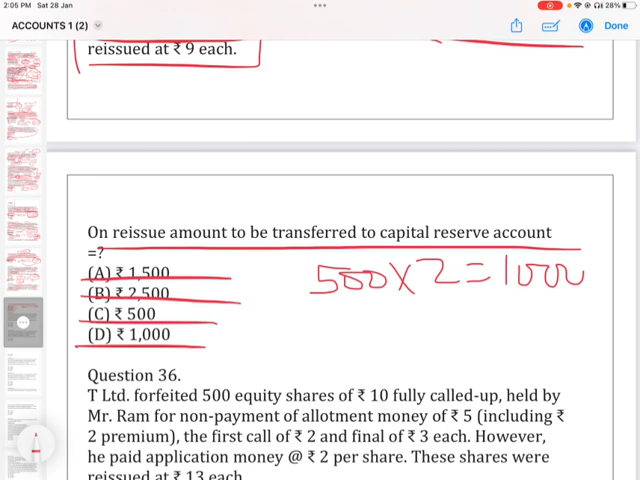 2:05 PM Sat 28 Jan
28%
ACCOUNTS 1 (2)
Done
reissued at ₹ 9 each.
On reissue amount to be transferred to capital reserve account
=?
(A) ₹ 1,500
(B) ₹ 2,500
(C) ₹ 500
(D) ₹ 1,000
500 x 2 = 1000
Question 36.
T Ltd. forfeited 500 equity shares of ₹ 10 fully called-up, held by
Mr. Ram for non-payment of allotment money of ₹ 5 (including ₹
2 premium), the first call of ₹ 2 and final of ₹ 3 each. However,
he paid application money @ ₹ 2 per share. These shares were
reissued at ₹ 13 each